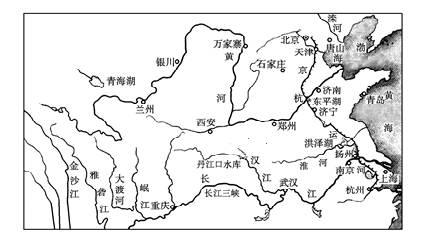 滦河
北京
唐山
渤海
天津
万家寨
黄河
石家庄
银川
京杭运河
青海湖
济南
东平湖
济宁
青岛
黄海
兰州
西安
郑州
洪泽湖
扬州
南京
上海
杭州
淮河
汉江
丹江口水库
武汉
长江
长江三峡
重庆
岷江
大渡河
雅砻江
金沙江